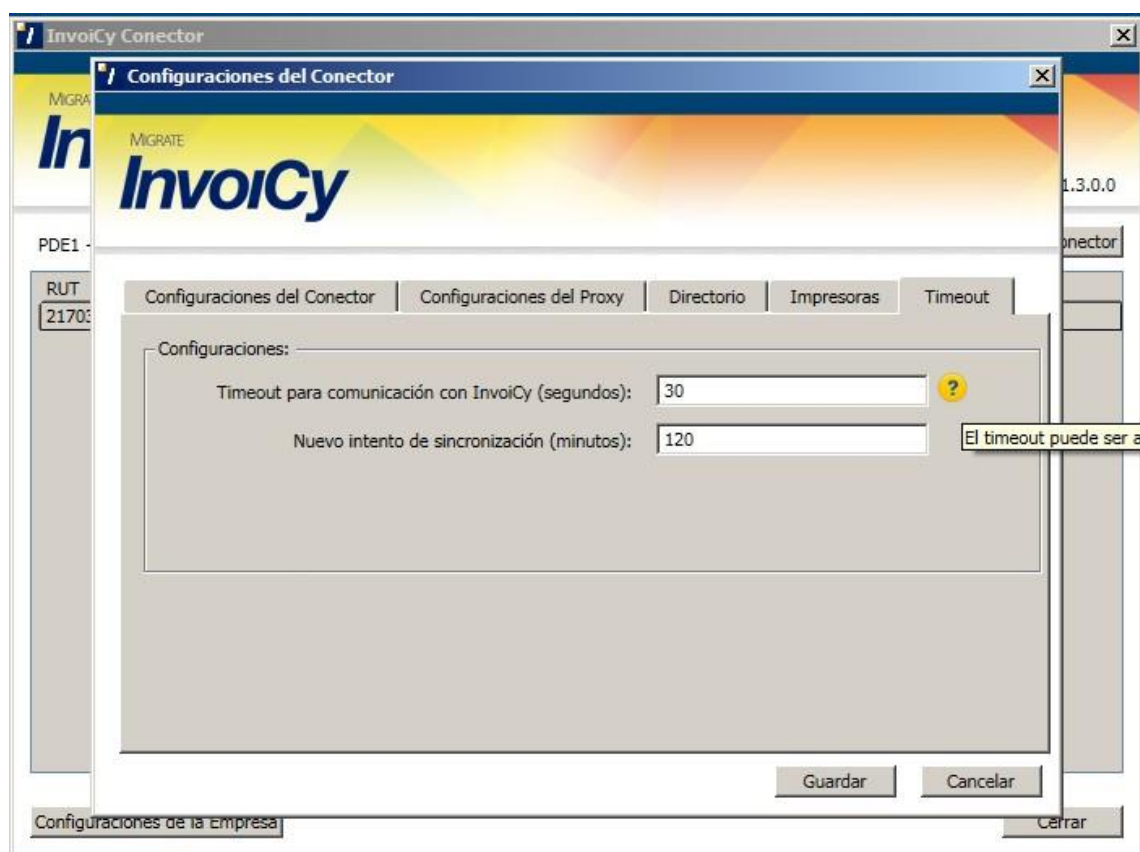 InvoiCy Conector
Configuraciones del Conector
MIGRATE
InvoiCy
1.3.0.0
PDE1 -
RUT
Configuraciones del Conector
Configuraciones del Proxy
Directorio
Impresoras
Timeout
Configuraciones:
Timeout para comunicación con InvoiCy (segundos):
30
?
Nuevo intento de sincronización (minutos):
120
El timeout puede ser
Guardar
Cancelar
Configuraciones de la Empresa
Cerrar